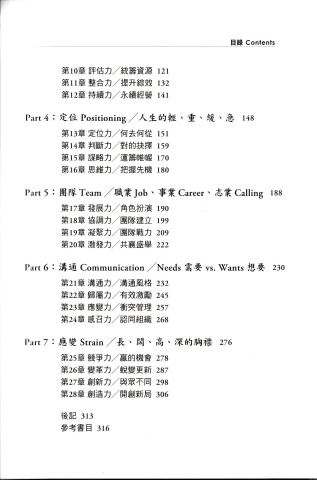 目錄 Contents
第10章 評估力／統籌資源 121
第11章 整合力／提升綜效 132
第12章 持續力／永續經營 141
Part 4：定位 Positioning ／人生的輕、重、緩、急 148
第13章 定位力／何去何從 151
第14章 判斷力／對的抉擇 159
第15章 謀略力／運籌帷幄 170
第16章 思維力／把握先機 180
Part 5：團隊 Team ／職業 Job、事業 Career、志業 Calling 188
第17章 發展力／角色扮演 190
第18章 協調力／團隊建立 199
第19章 凝聚力／團隊戰力 209
第20章 激發力／共襄盛舉 222
Part 6：溝通 Communication ／Needs 需要 vs. Wants 想要 230
第21章 溝通力／溝通風格 232
第22章 歸屬力／有效激勵 245
第23章 應變力／衝突管理 257
第24章 感召力／認同組織 268
Part 7：應變 Strain ／長、闊、高、深的胸襟 276
第25章 競爭力／贏的機會 278
第26章 變革力／蛻變更新 287
第27章 創新力／與眾不同 298
第28章 創造力／開創新局 306
後記 313
參考書目 316